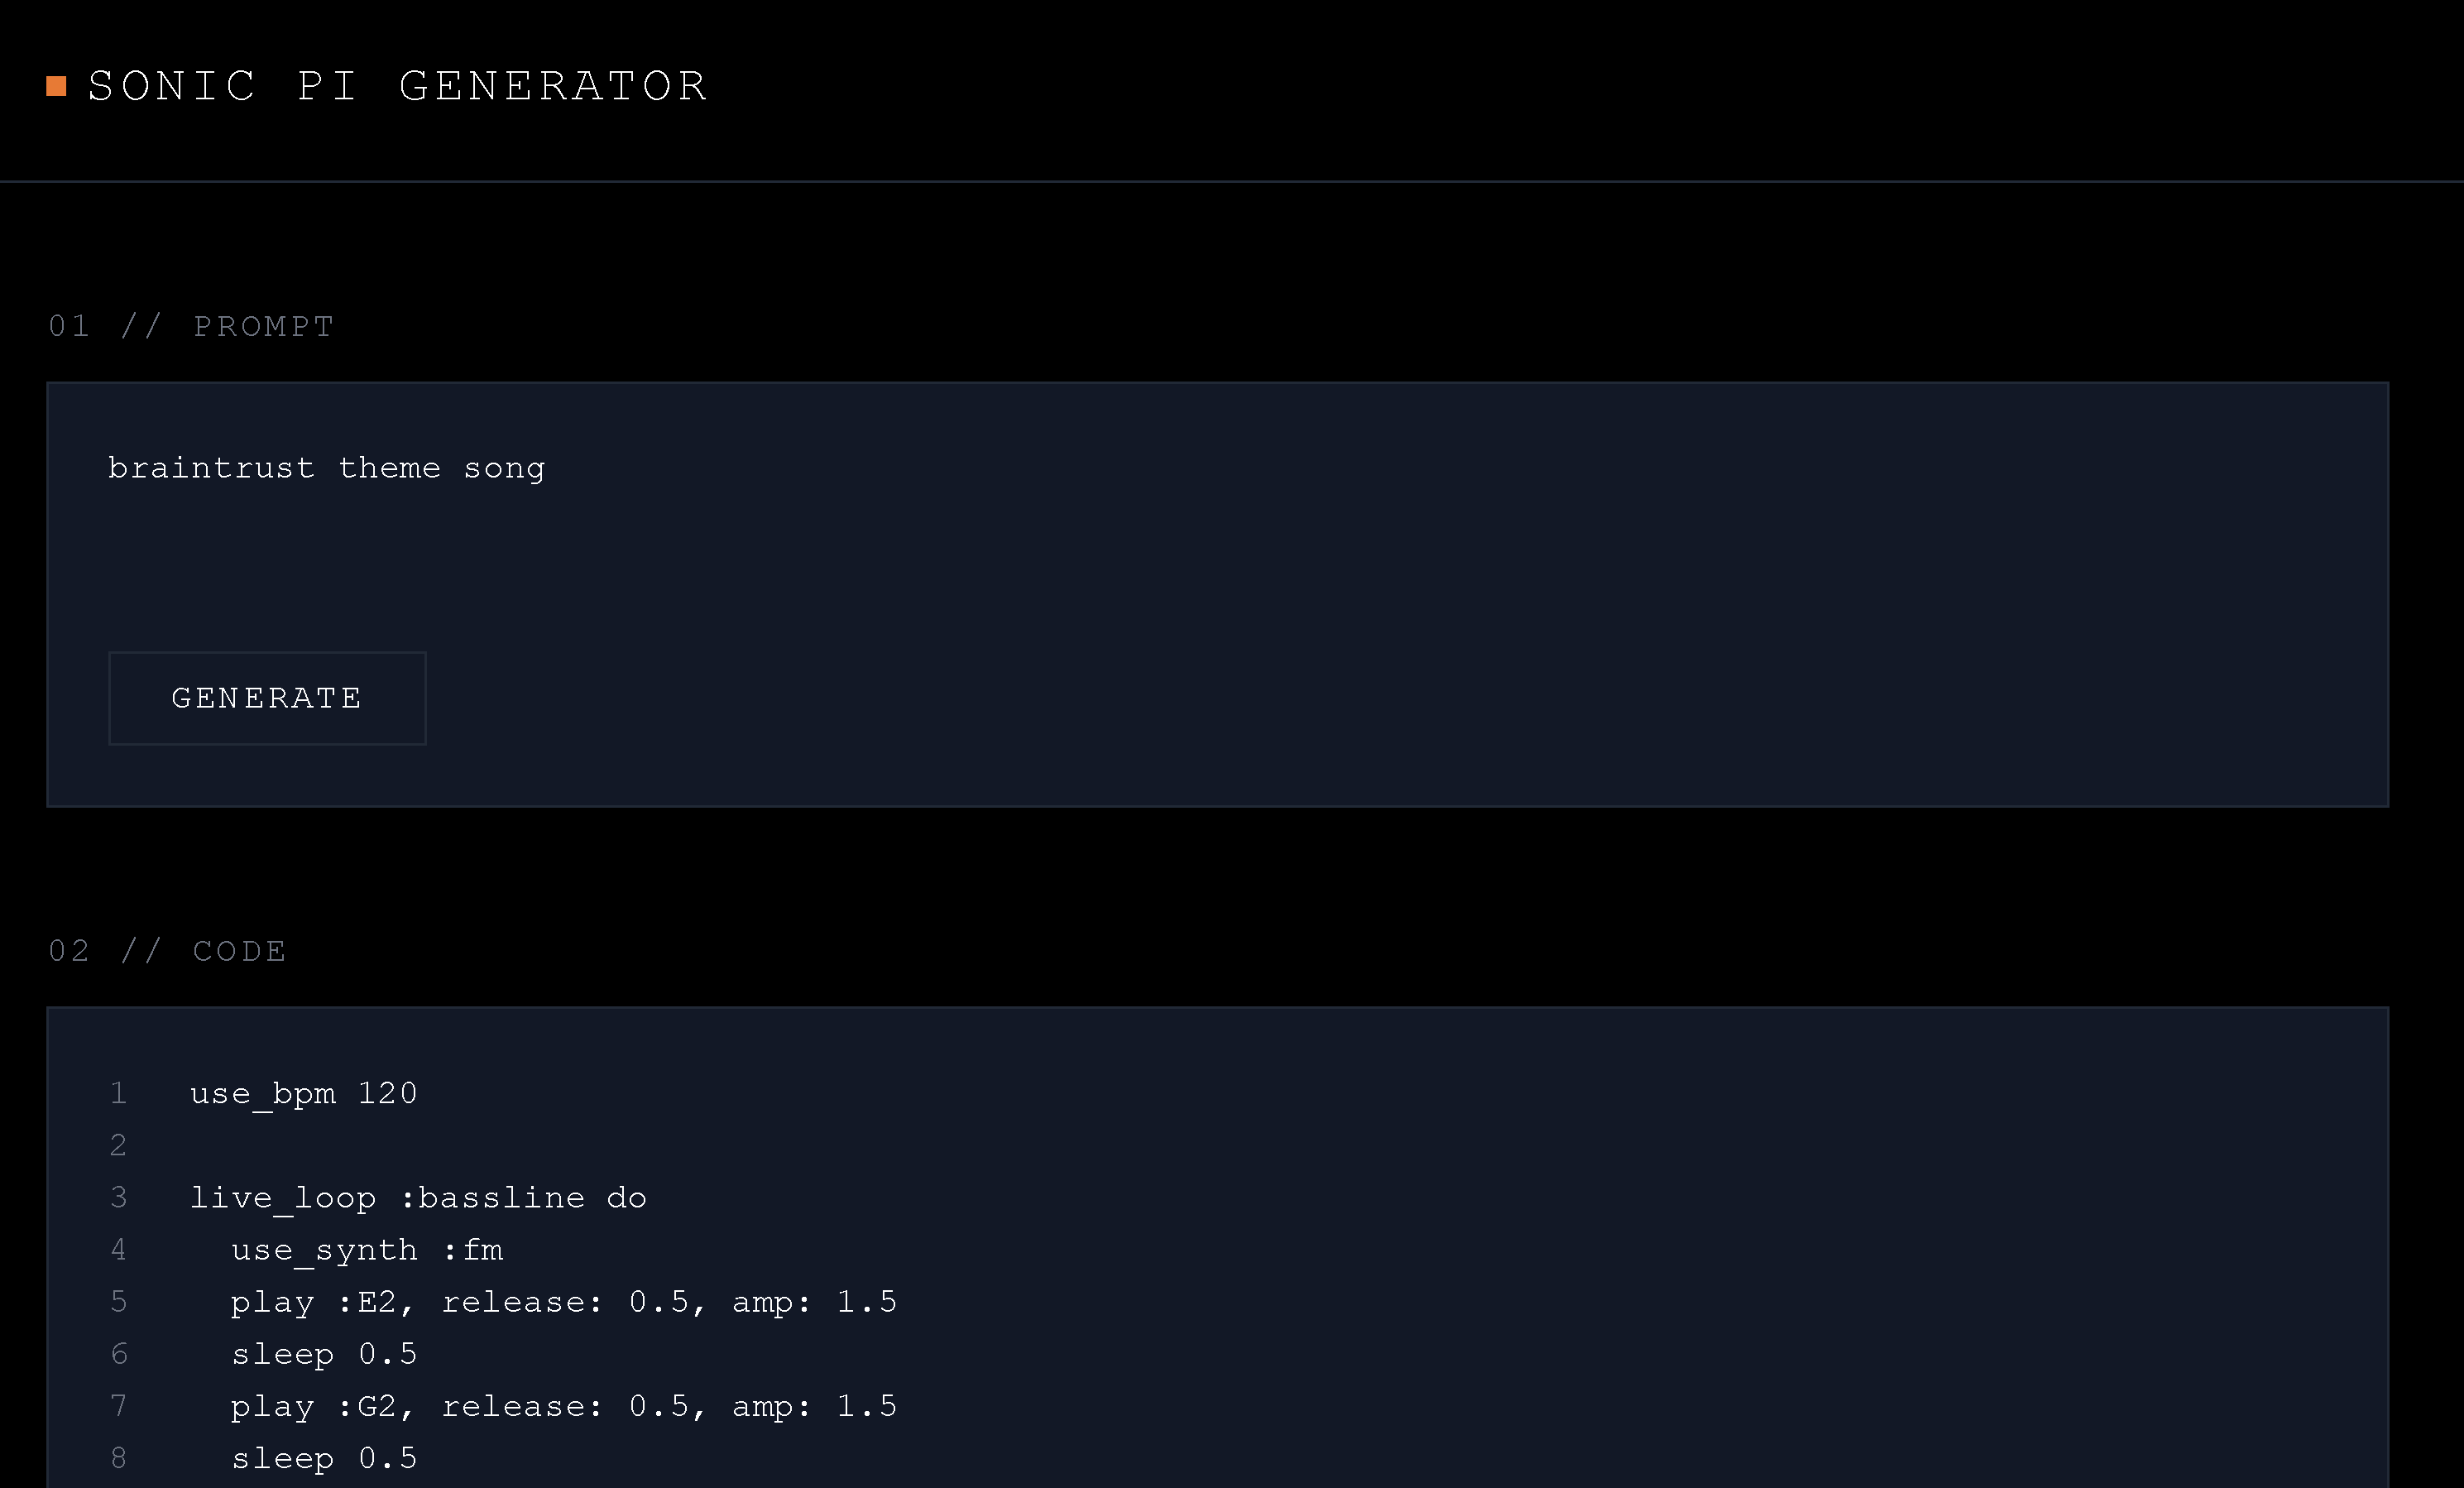 SONIC PI GENERATOR
01 // PROMPT
braintrust theme song
GENERATE
02 // CODE
1 use_bpm 120
2
3 live_loop :bassline do
4   use_synth :fm
5   play :E2, release: 0.5, amp: 1.5
6   sleep 0.5
7   play :G2, release: 0.5, amp: 1.5
8   sleep 0.5